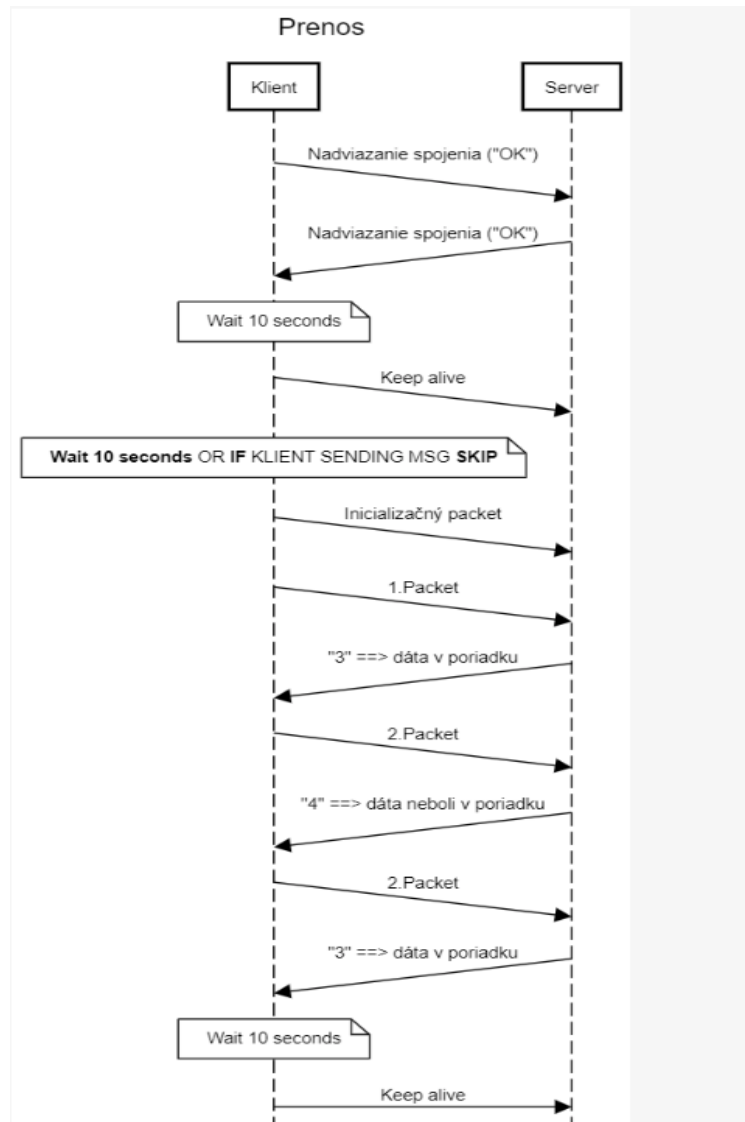 Prenos
Klient
Server
Nadviazanie spojenia ("OK")
Nadviazanie spojenia ("OK")
Wait 10 seconds
Keep alive
Wait 10 seconds OR IF KLIENT SENDING MSG SKIP
Inicializačný packet
1.Packet
"3" ==> dáta v poriadku
2.Packet
"4" ==> dáta neboli v poriadku
2.Packet
"3" ==> dáta v poriadku
Wait 10 seconds
Keep alive